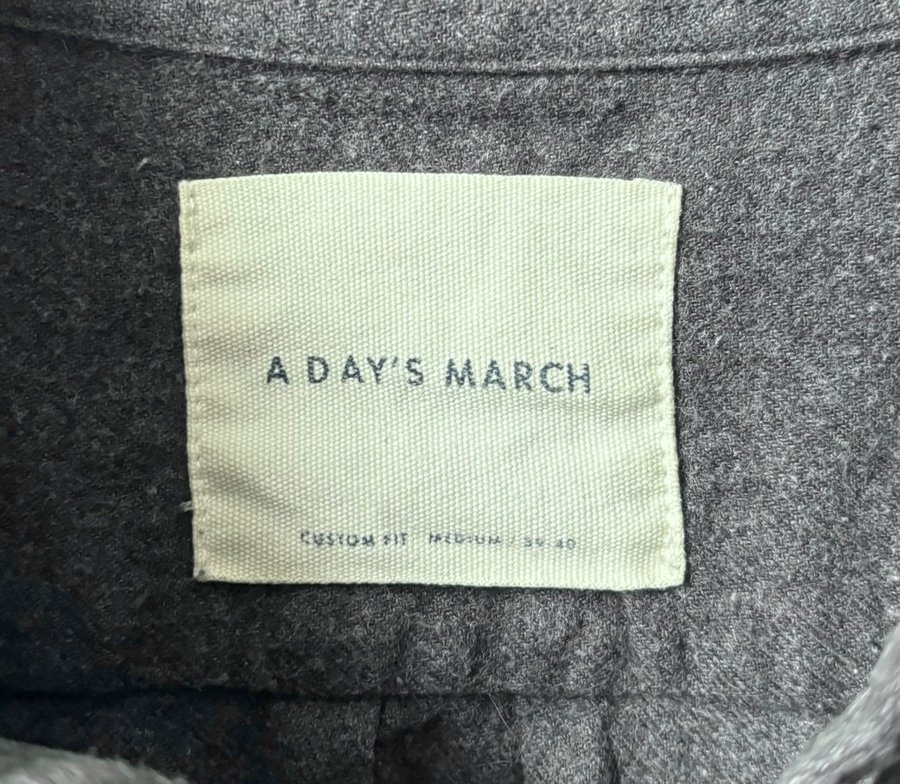 A DAY'S MARCH
CUSTOM FIT MEDIUM / 39-40